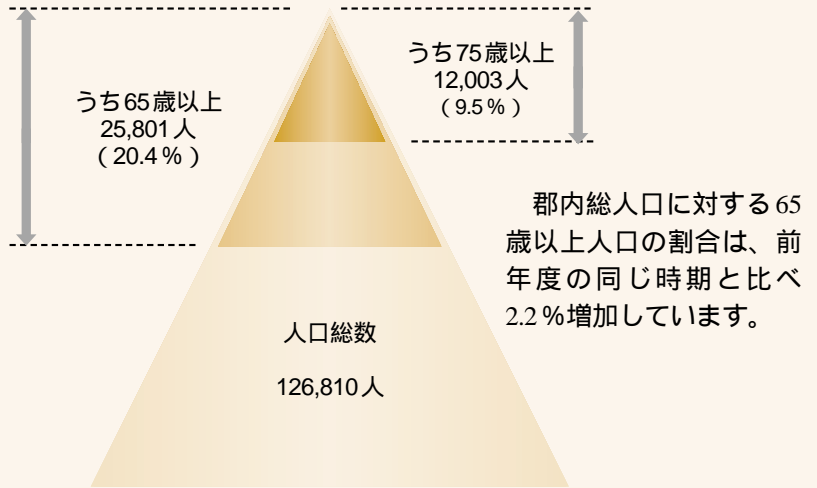 うち65歳以上
25,801人
（20.4％）
うち75歳以上
12,003人
（9.5％）
郡内総人口に対する65
歳以上人口の割合は、前
年度の同じ時期と比べ
2.2％増加しています。
人口総数
126,810人